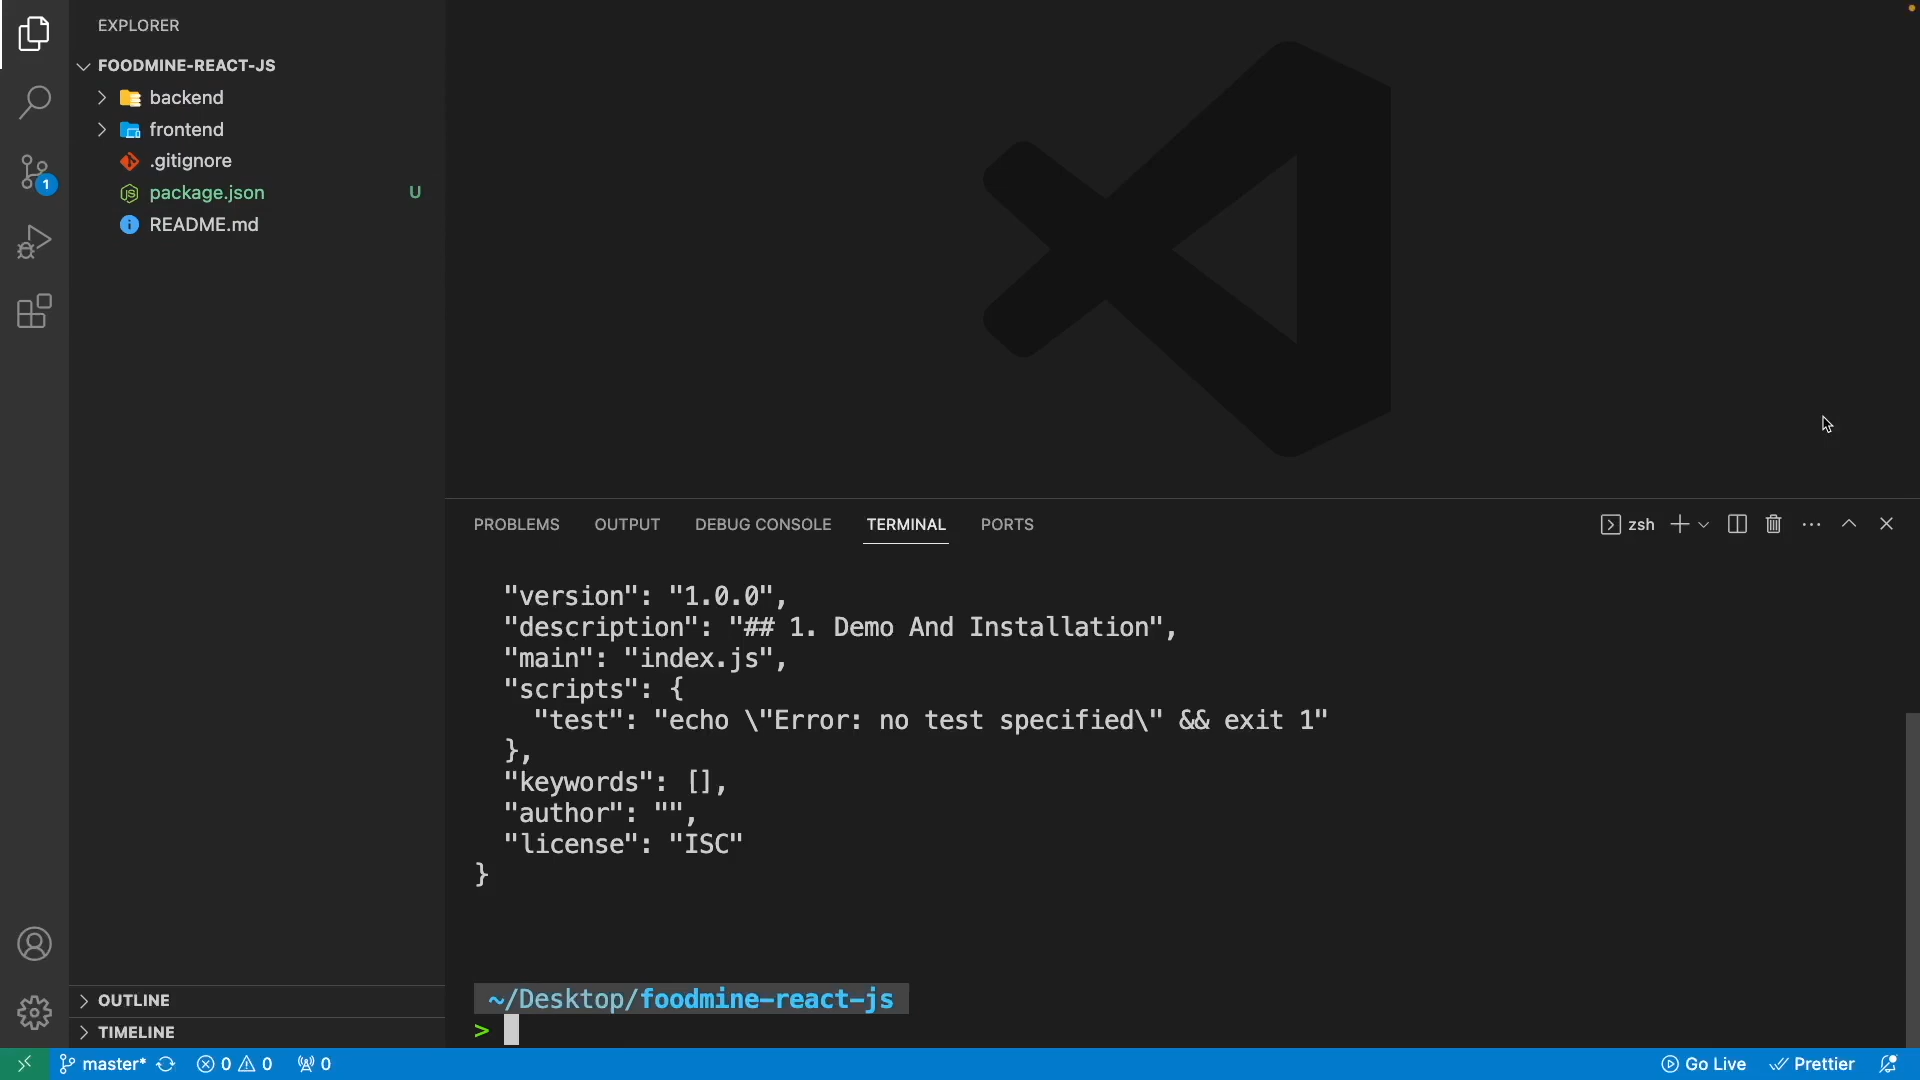 EXPLORER
FOODMINE-REACT-JS
backend
frontend
.gitignore
package.json U
README.md
1
OUTLINE
TIMELINE
PROBLEMS OUTPUT DEBUG CONSOLE TERMINAL PORTS
zsh
"version": "1.0.0",
"description": "## 1. Demo And Installation",
"main": "index.js",
"scripts": {
"test": "echo \"Error: no test specified\" && exit 1"
},
"keywords": [],
"author": "",
"license": "ISC"
}
~/Desktop/foodmine-react-js
>
master* 0 0 0 Go Live Prettier